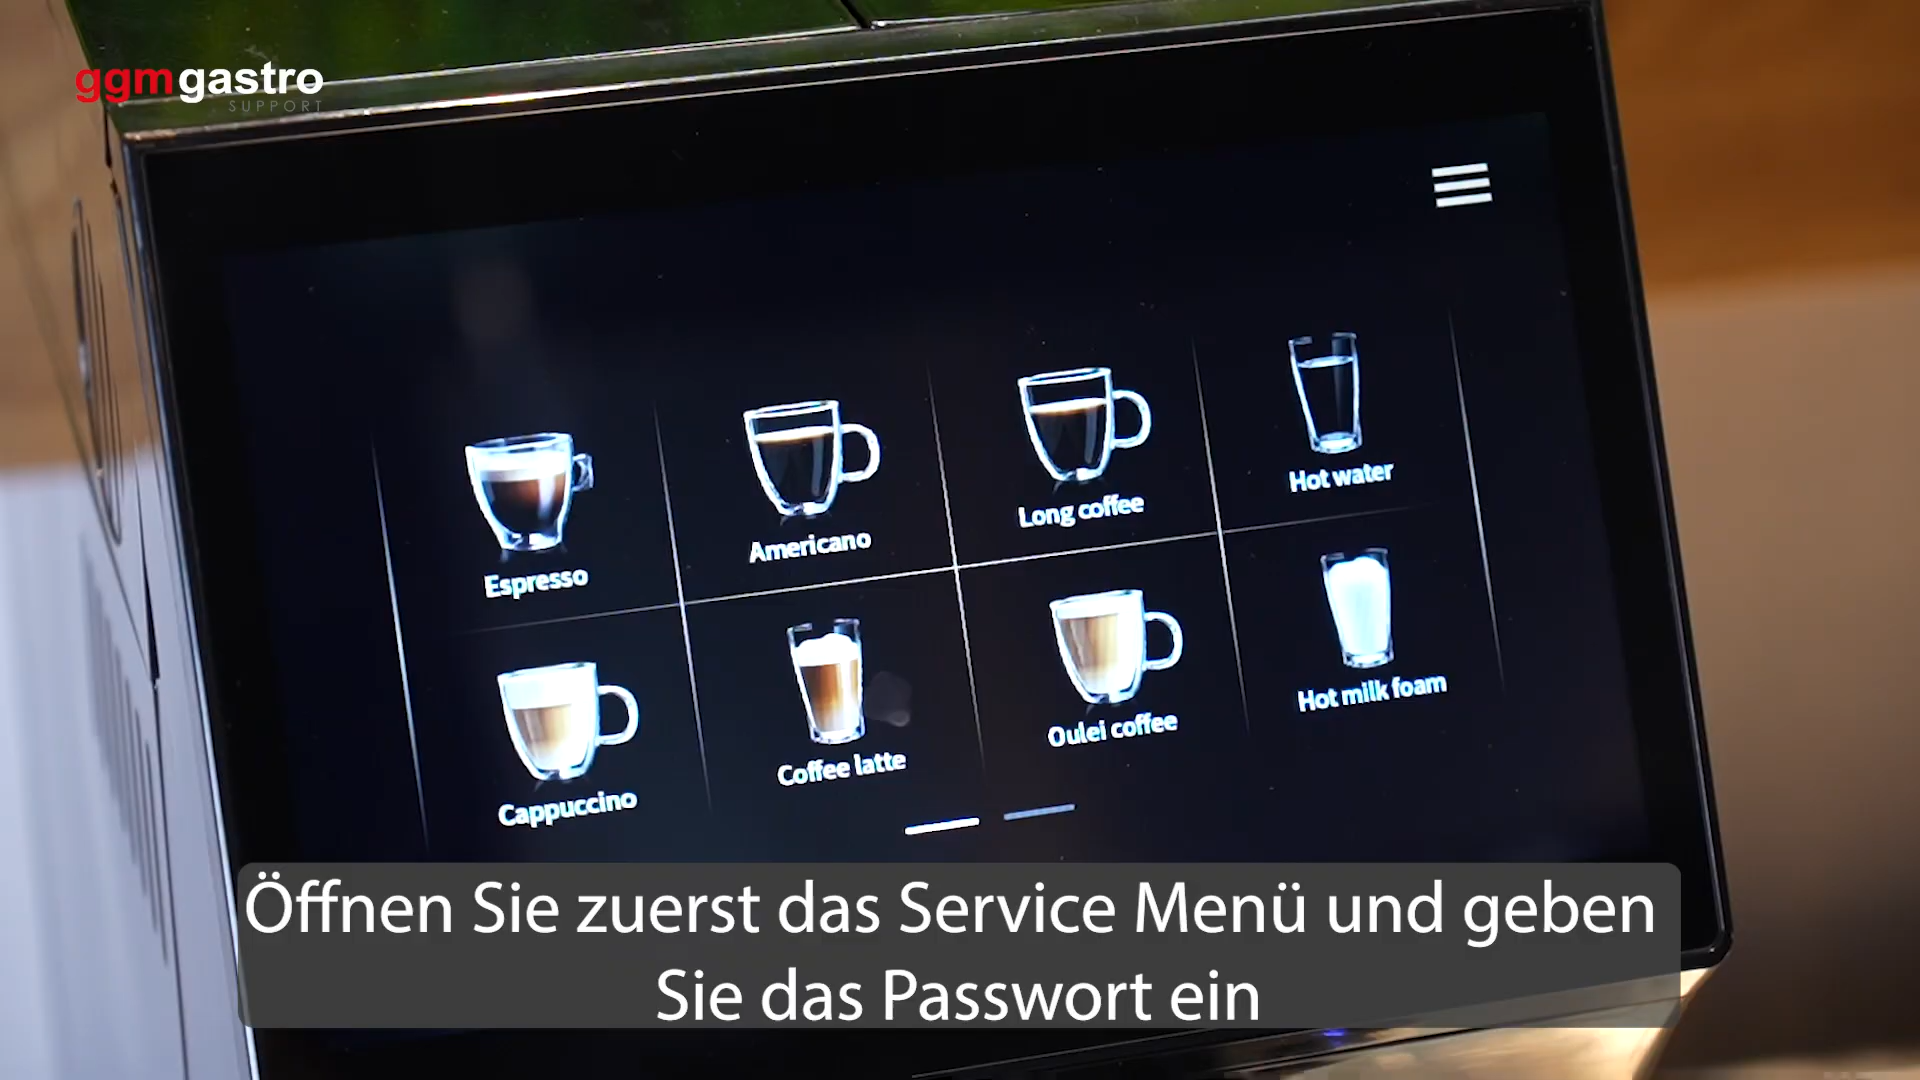 ggmgastro
SUPPORT
Espresso
Americano
Long coffee
Hot water
Cappuccino
Coffee latte
Oulei coffee
Hot milk foam
Öffnen Sie zuerst das Service Menü und geben
Sie das Passwort ein